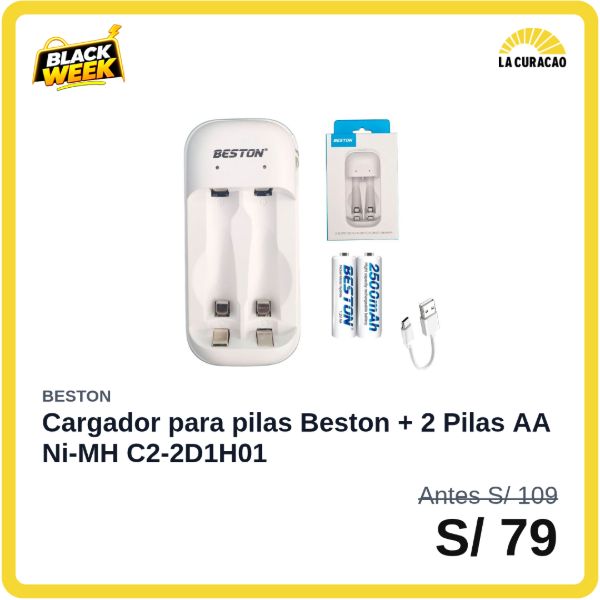 BLACK
WEEK
LA CURACAO
BESTON®
BESTON
BESTON
2500mAh
BESTON
Cargador para pilas Beston + 2 Pilas AA
Ni-MH C2-2D1H01
Antes S/ 109
S/ 79